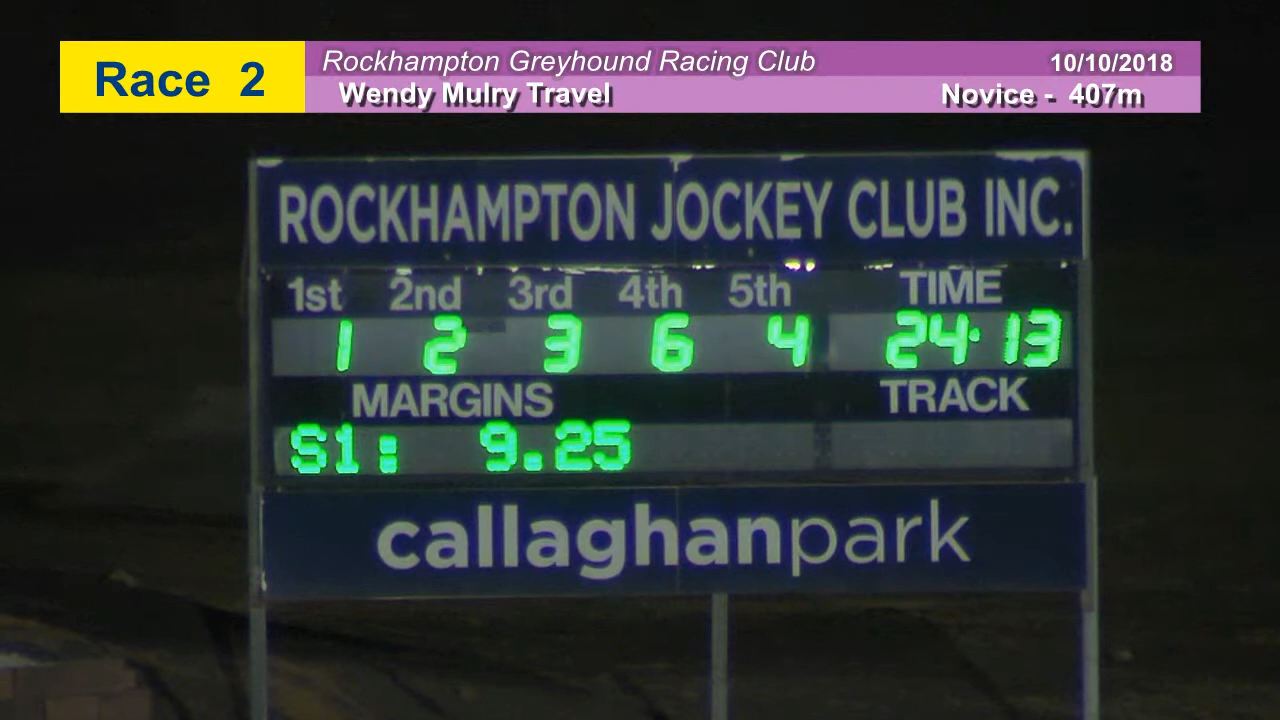 Race 2
Rockhampton Greyhound Racing Club
10/10/2018
Wendy Mulry Travel
Novice - 407m
ROCKHAMPTON JOCKEY CLUB INC.
1st 2nd 3rd 4th 5th TIME
1 2 3 6 4 24·13
MARGINS TRACK
S1: 9.25
callaghanpark